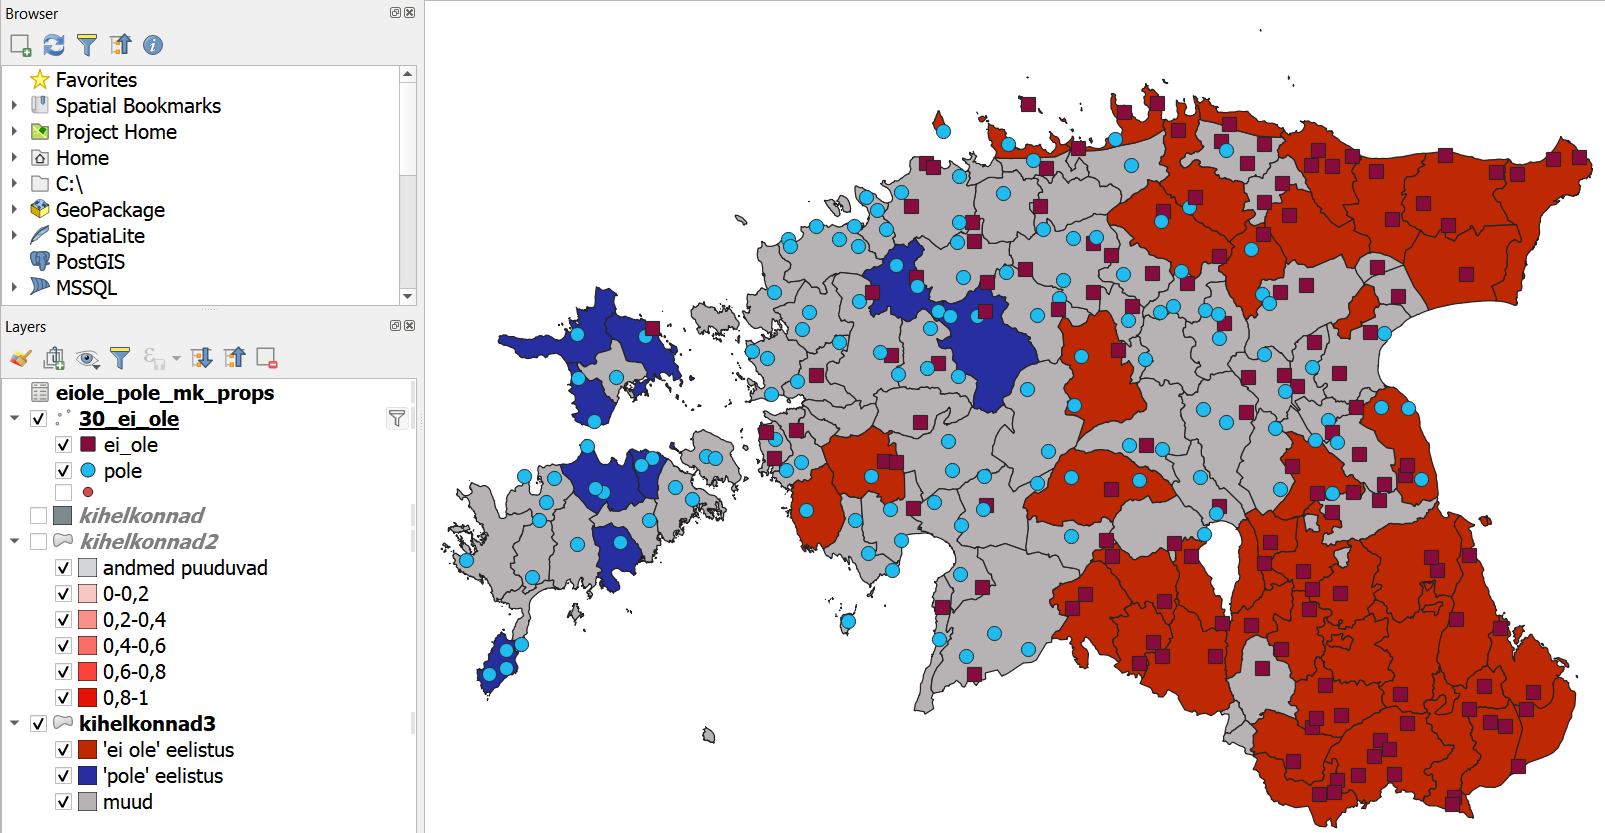 Browser
Favorites
Spatial Bookmarks
Project Home
Home
C:\
GeoPackage
SpatiaLite
PostGIS
MSSQL
Layers
eiole_pole_mk_props
30_ei_ole
ei_ole
pole
kihelkonnad
kihelkonnad2
andmed puuduvad
0-0,2
0,2-0,4
0,4-0,6
0,6-0,8
0,8-1
kihelkonnad3
'ei ole' eelistus
'pole' eelistus
muud